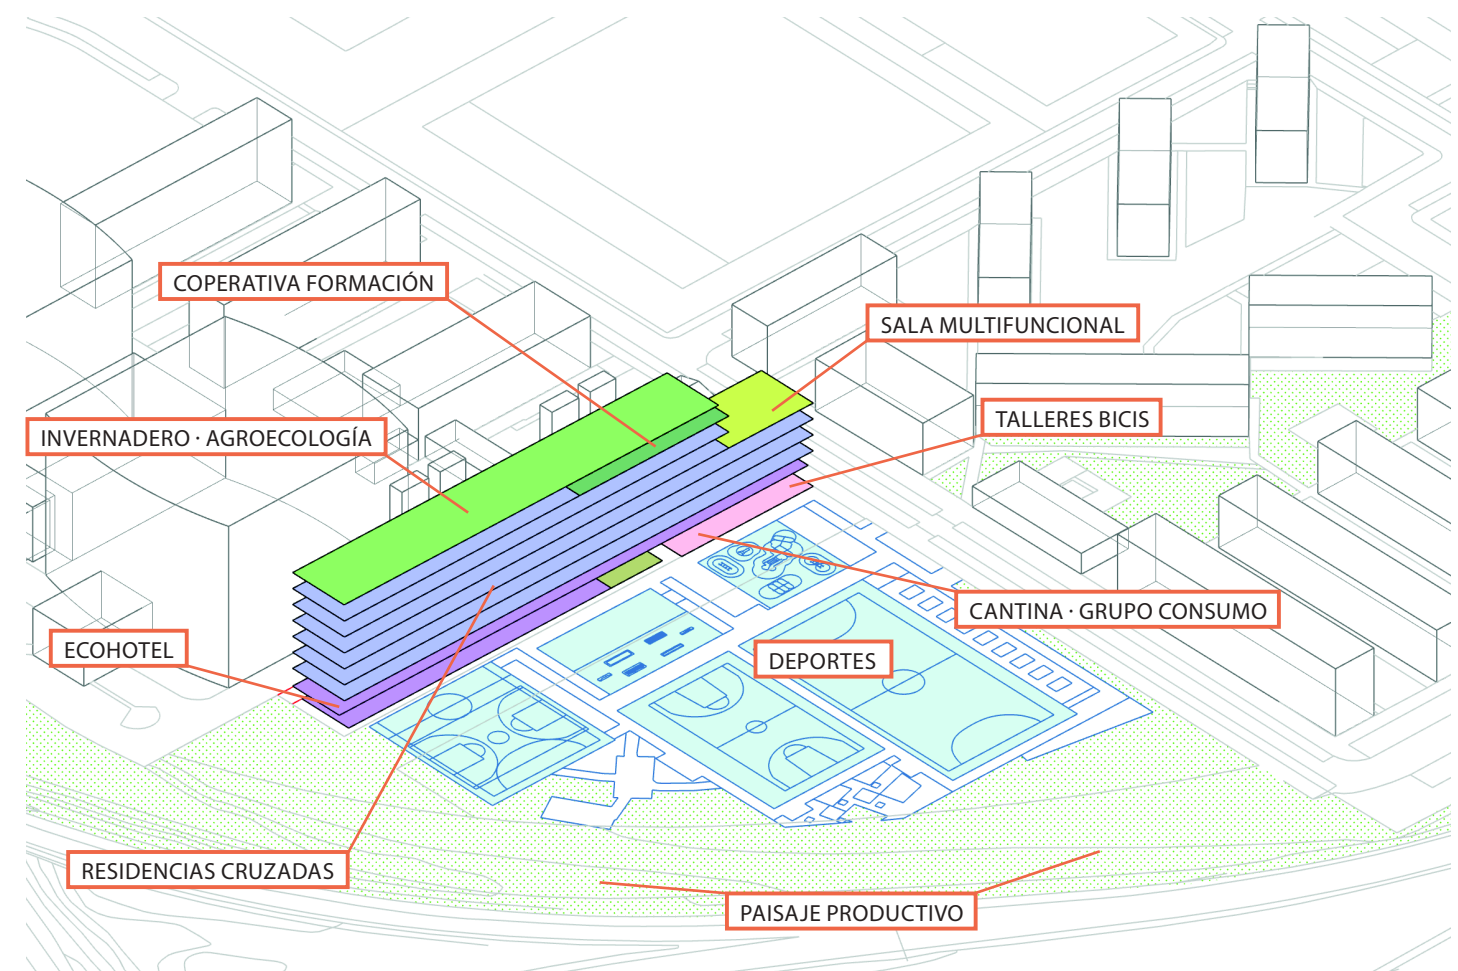 COPERATIVA FORMACIÓN
SALA MULTIFUNCIONAL
TALLERES BICIS
INVERNADERO · AGROECOLOGÍA
CANTINA · GRUPO CONSUMO
ECOHOTEL
DEPORTES
RESIDENCIAS CRUZADAS
PAISAJE PRODUCTIVO